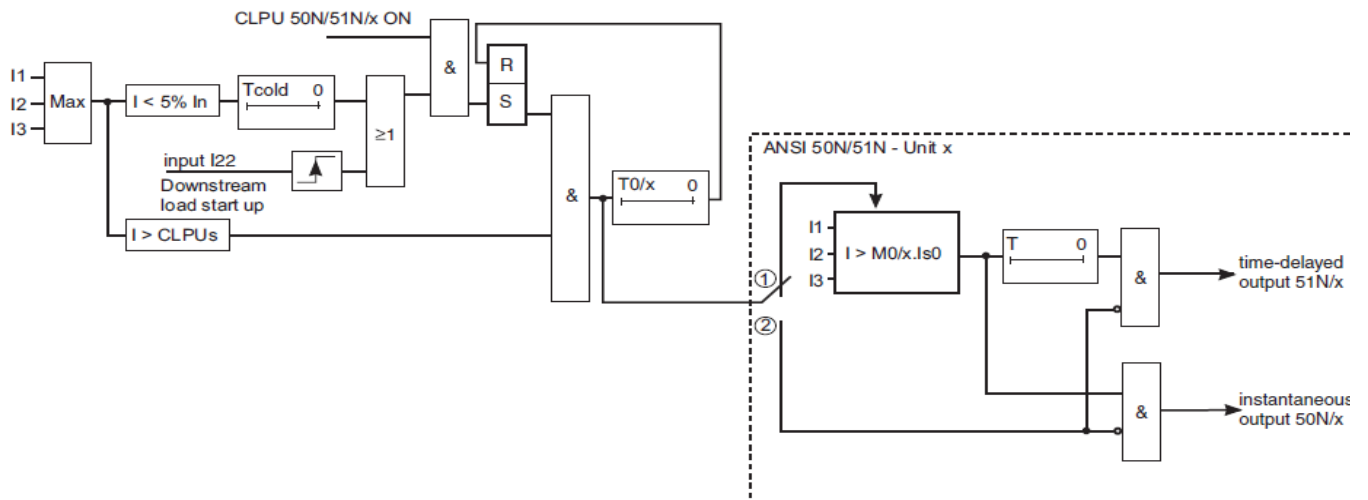 CLPU 50N/51N/x ON
I1
I2
I3
Max
I < 5% In
Tcold 0
≥1
&
R
S
input I22
Downstream
load start up
I > CLPUs
&
T0/x 0
ANSI 50N/51N - Unit x
I1
I2
I3
I > M0/x.Is0
T 0
&
time-delayed
output 51N/x
①
②
&
instantaneous
output 50N/x